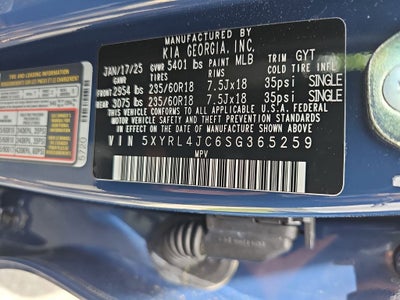 MANUFACTURED BY
KIA GEORGIA, INC.
JAN/17/25 GVWR 5401 lbs PAINT MLB TRIM GYT
GAWR TIRES RIMS COLD TIRE INFL
FRONT 2954 lbs 235/60R18 7.5Jx18 35psi SINGLE
REAR 3075 lbs 235/60R18 7.5Jx18 35psi SINGLE
THIS VEHICLE CONFORMS TO ALL APPLICABLE U.S.A. FEDERAL
MOTOR VEHICLE SAFETY, BUMPER, AND THEFT PREVENTION STANDARDS
IN EFFECT ON THE DATE OF MANUFACTURE SHOWN ABOVE
VIN 5XYRL4JC6SG365259
MPV